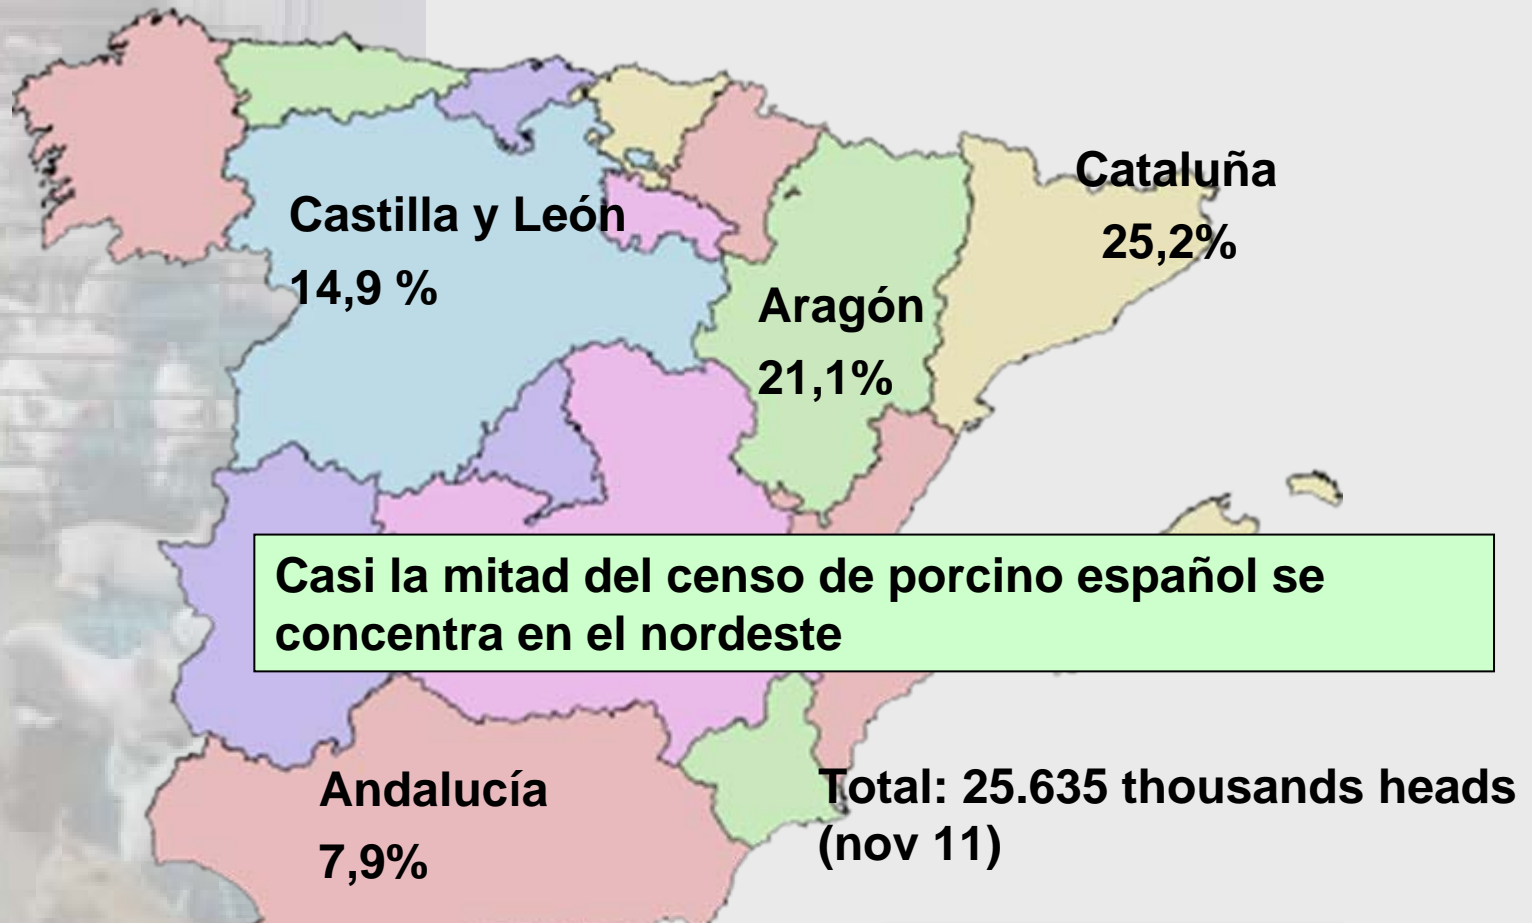 Cataluña
25,2%
Castilla y León
14,9 %
Aragón
21,1%
Casi la mitad del censo de porcino español se
concentra en el nordeste
Andalucía
7,9%
Total: 25.635 thousands heads
(nov 11)